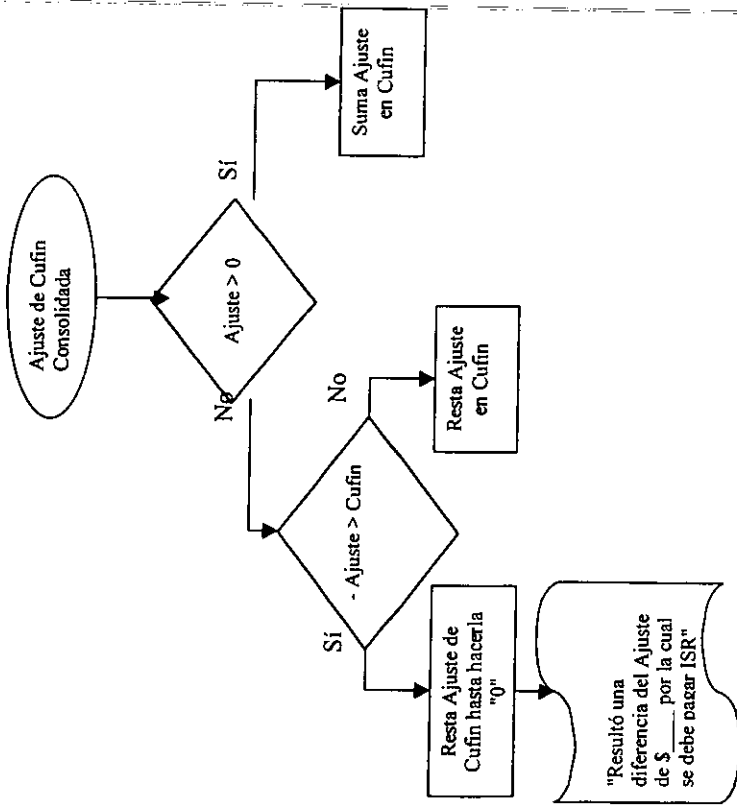 Ajuste de Cufin
Consolidada
Ajuste > 0
Sí
No
Suma Ajuste
en Cufin
- Ajuste > Cufin
No
Sí
Resta Ajuste
en Cufin
Resta Ajuste de
Cufin hasta hacerla
"0"
"Resultó una
diferencia del Ajuste
de $____ por la cual
se debe pagar ISR"